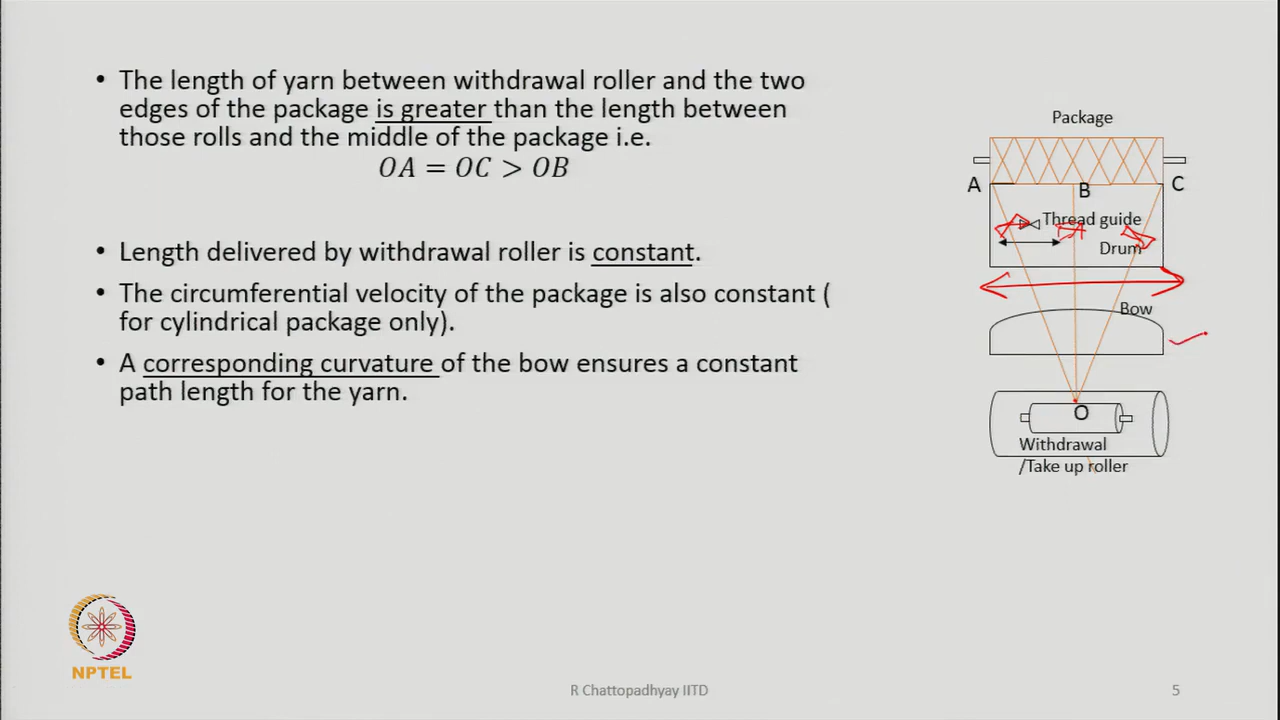 • The length of yarn between withdrawal roller and the two
edges of the package is greater than the length between
those rolls and the middle of the package i.e.
OA = OC > OB
• Length delivered by withdrawal roller is constant.
• The circumferential velocity of the package is also constant (
for cylindrical package only).
• A corresponding curvature of the bow ensures a constant
path length for the yarn.
Package
A
B
C
Thread guide
Drum
Bow
O
Withdrawal
/Take up roller
NPTEL
R Chattopadhyay IITD
5